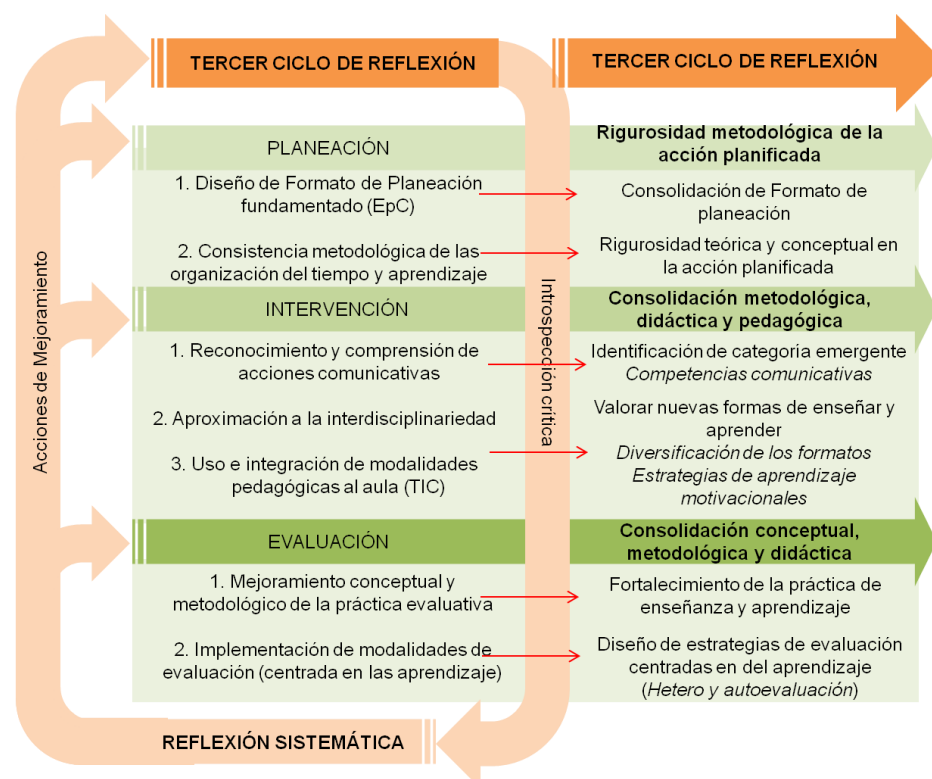 TERCER CICLO DE REFLEXIÓN
TERCER CICLO DE REFLEXIÓN
PLANEACIÓN
Rigurosidad metodológica de la
acción planificada
1. Diseño de Formato de Planeación
fundamentado (EpC)
Consolidación de Formato de
planeación
2. Consistencia metodológica de las
organización del tiempo y aprendizaje
Rigurosidad teórica y conceptual en
la acción planificada
INTERVENCIÓN
Consolidación metodológica,
didáctica y pedagógica
1. Reconocimiento y comprensión de
acciones comunicativas
Identificación de categoría emergente
Competencias comunicativas
2. Aproximación a la interdisciplinariedad
3. Uso e integración de modalidades
pedagógicas al aula (TIC)
Valorar nuevas formas de enseñar y
aprender
Diversificación de los formatos
Estrategias de aprendizaje
motivacionales
EVALUACIÓN
Consolidación conceptual,
metodológica y didáctica
1. Mejoramiento conceptual y
metodológico de la práctica evaluativa
Fortalecimiento de la práctica de
enseñanza y aprendizaje
2. Implementación de modalidades de
evaluación (centrada en las aprendizaje)
Diseño de estrategias de evaluación
centradas en del aprendizaje
(Hetero y autoevaluación)
Acciones de Mejoramiento
Introspección crítica
REFLEXIÓN SISTEMÁTICA